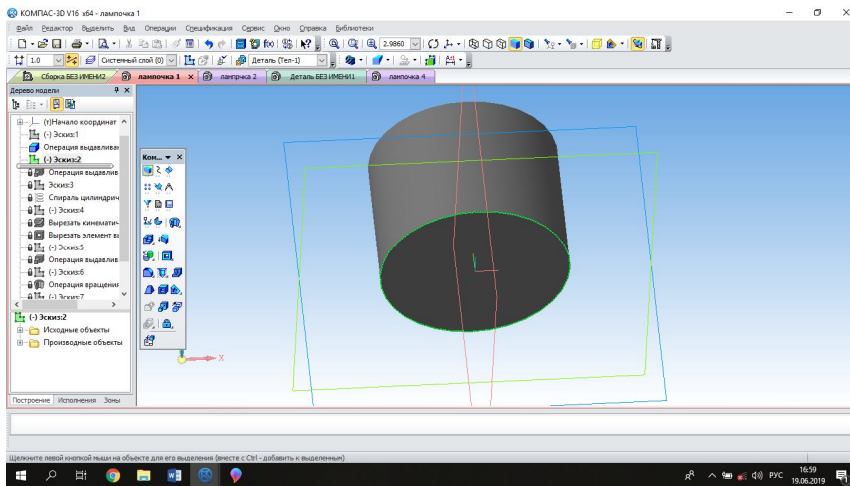 КОМПАС-3D V16 x64 - лампочка 1
Файл Редактор Выделить Вид Операции Спецификация Сервис Окно Справка Библиотеки
2.9860
1.0 Системный слой (0) Деталь (Тел-1)
Сборка БЕЗ ИМЕНИ2 лампочка 1 × лампрчка 2 Деталь БЕЗ ИМЕНИ1 лампочка 4
Дерево модели
(т)Начало координат
(-) Эскиз:1
Операция выдавливан
(-) Эскиз:2
Операция выдавлив
Эскиз:3
Спираль цилиндрич
(-) Эскиз:4
Вырезать кинематич
Вырезать элемент вы
(-) Эскиз:5
Операция выдавлив
(-) Эскиз:6
Операция вращения
(-) Эскиз:7
(-) Эскиз:2
Исходные объекты
Производные объекты
Построение Исполнения Зоны
Ком...
X
Щелкните левой кнопкой мыши на объекте для его выделения (вместе с Ctrl - добавить к выделенным)
РУС
16:59
19.06.2019